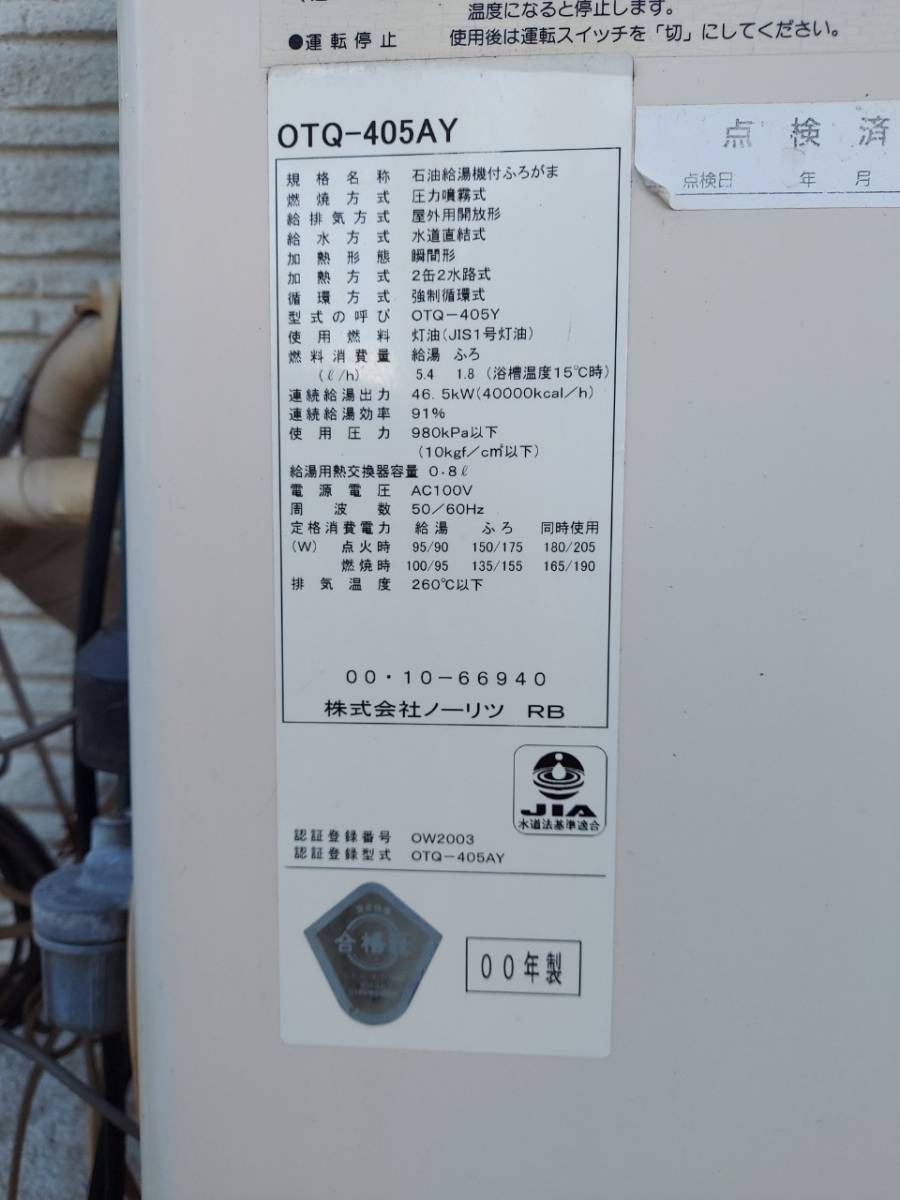 温度になると停止します。
●運転停止 使用後は運転スイッチを「切」にしてください。
OTQ-405AY
点検済
点検日 年 月
規格名称 石油給湯機付ふろがま
燃焼方式 圧力噴霧式
給排気方式 屋外用開放形
給水方式 水道直結式
加熱形態 瞬間形
加熱方式 2缶2水路式
循環方式 強制循環式
型式の呼び OTQ-405Y
使用燃料 灯油(JIS1号灯油)
燃料消費量 給湯 ふろ
(ℓ/h) 5.4 1.8 (浴槽温度15℃時)
連続給湯出力 46.5kW(40000kcal/h)
連続給湯効率 91%
使用圧力 980kPa以下
(10kgf/c㎡以下)
給湯用熱交換器容量 0.8ℓ
電源電圧 AC100V
周波数 50/60Hz
定格消費電力 給湯 ふろ 同時使用
(W) 点火時 95/90 150/175 180/205
燃焼時 100/95 135/155 165/190
排気温度 260℃以下
00・10-66940
株式会社ノーリツ RB
JIA
水道法基準適合
認証登録番号 OW2003
認証登録型式 OTQ-405AY
合格証
00年製